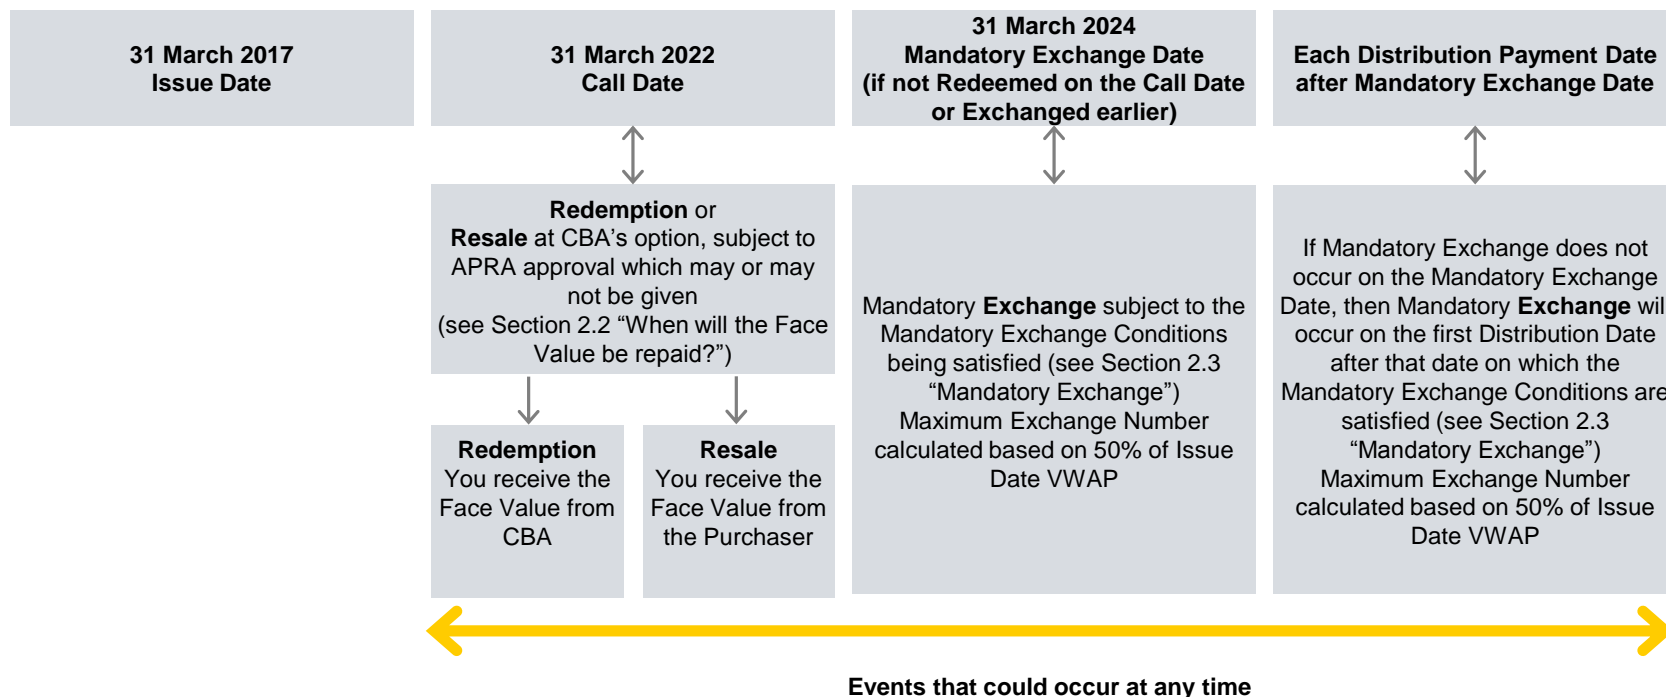 31 March 2017
Issue Date
31 March 2022
Call Date
31 March 2024
Mandatory Exchange Date
(if not Redeemed on the Call Date
or Exchanged earlier)
Each Distribution Payment Date
after Mandatory Exchange Date
Redemption or
Resale at CBA’s option, subject to
APRA approval which may or may
not be given
(see Section 2.2 “When will the Face
Value be repaid?”)
Redemption
You receive the
Face Value from
CBA
Resale
You receive the
Face Value from
the Purchaser
Mandatory Exchange subject to the
Mandatory Exchange Conditions
being satisfied (see Section 2.3
“Mandatory Exchange”)
Maximum Exchange Number
calculated based on 50% of Issue
Date VWAP
If Mandatory Exchange does not
occur on the Mandatory Exchange
Date, then Mandatory Exchange wil
occur on the first Distribution Date
after that date on which the
Mandatory Exchange Conditions are
satisfied (see Section 2.3
“Mandatory Exchange”)
Maximum Exchange Number
calculated based on 50% of Issue
Date VWAP
Events that could occur at any time